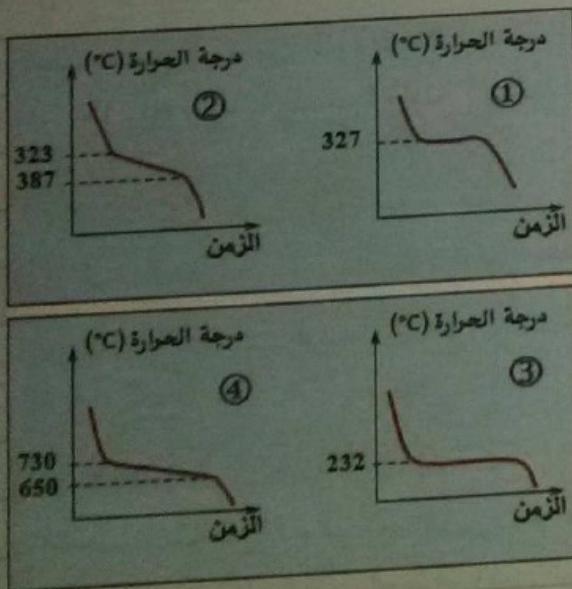 درجة الحرارة (°C)
①
327
الزمن
درجة الحرارة (°C)
②
323
387
الزمن
درجة الحرارة (°C)
③
232
الزمن
درجة الحرارة (°C)
④
730
650
الزمن